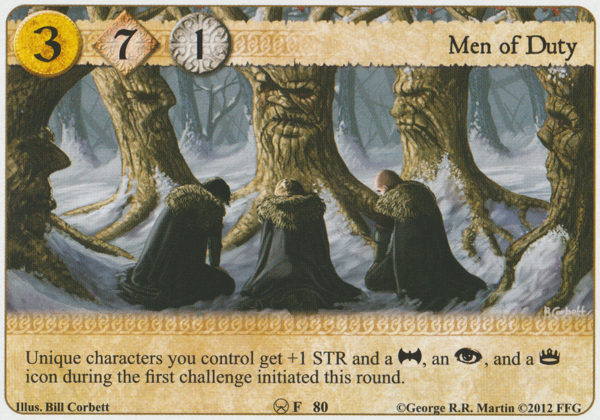 3 7 1 Men of Duty
B Corbett
Unique characters you control get +1 STR and a , an , and a
icon during the first challenge initiated this round.
Illus. Bill Corbett F 80 ©George R.R. Martin ©2012 FFG